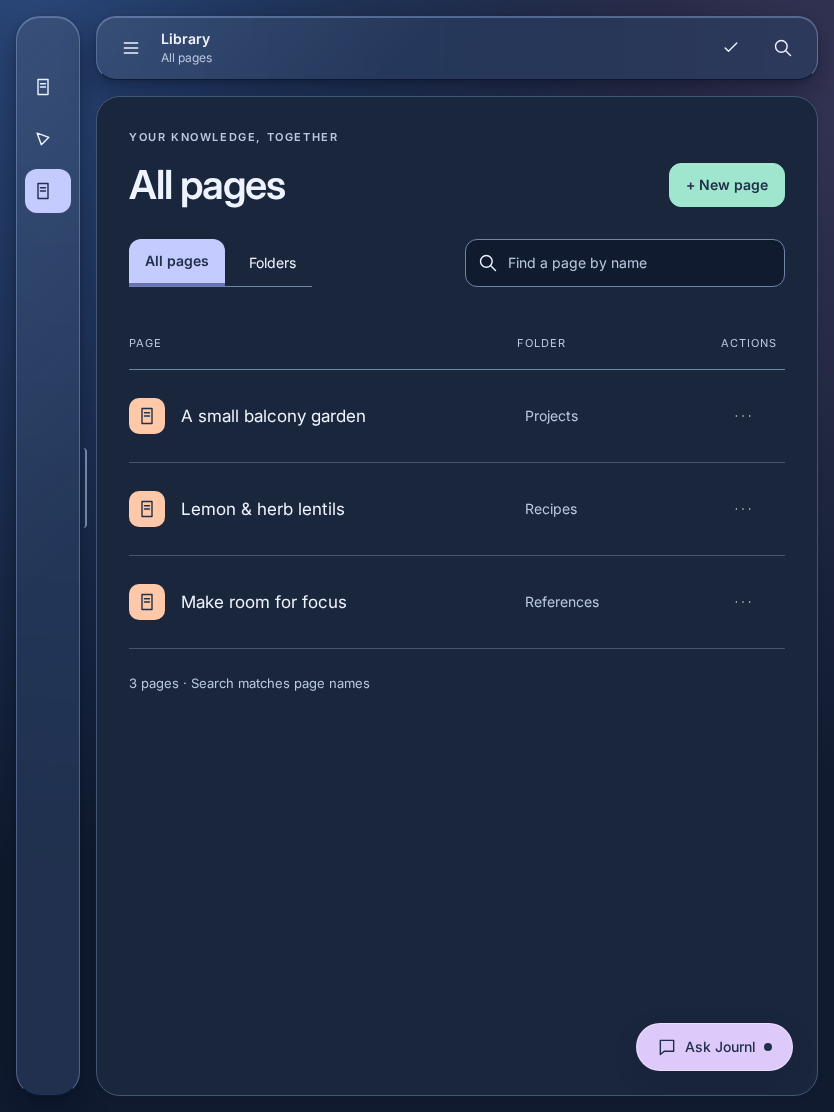 Library
All pages
YOUR KNOWLEDGE, TOGETHER
All pages
+ New page
All pages
Folders
Find a page by name
PAGE
FOLDER
ACTIONS
A small balcony garden
Projects
···
Lemon & herb lentils
Recipes
···
Make room for focus
References
···
3 pages · Search matches page names
Ask Journl